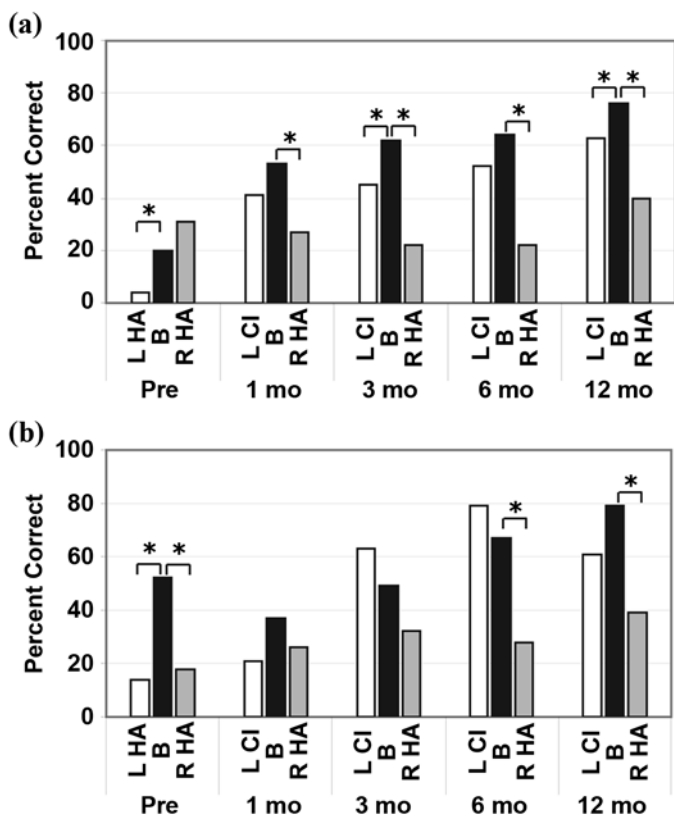 (a)
100
80
60
40
20
0
Percent Correct
* * * * * * *
L HA B R HA L CI B R HA L CI B R HA L CI B R HA L CI B R HA
Pre 1 mo 3 mo 6 mo 12 mo
(b)
100
80
60
40
20
0
Percent Correct
* * * *
L HA B R HA L CI B R HA L CI B R HA L CI B R HA L CI B R HA
Pre 1 mo 3 mo 6 mo 12 mo